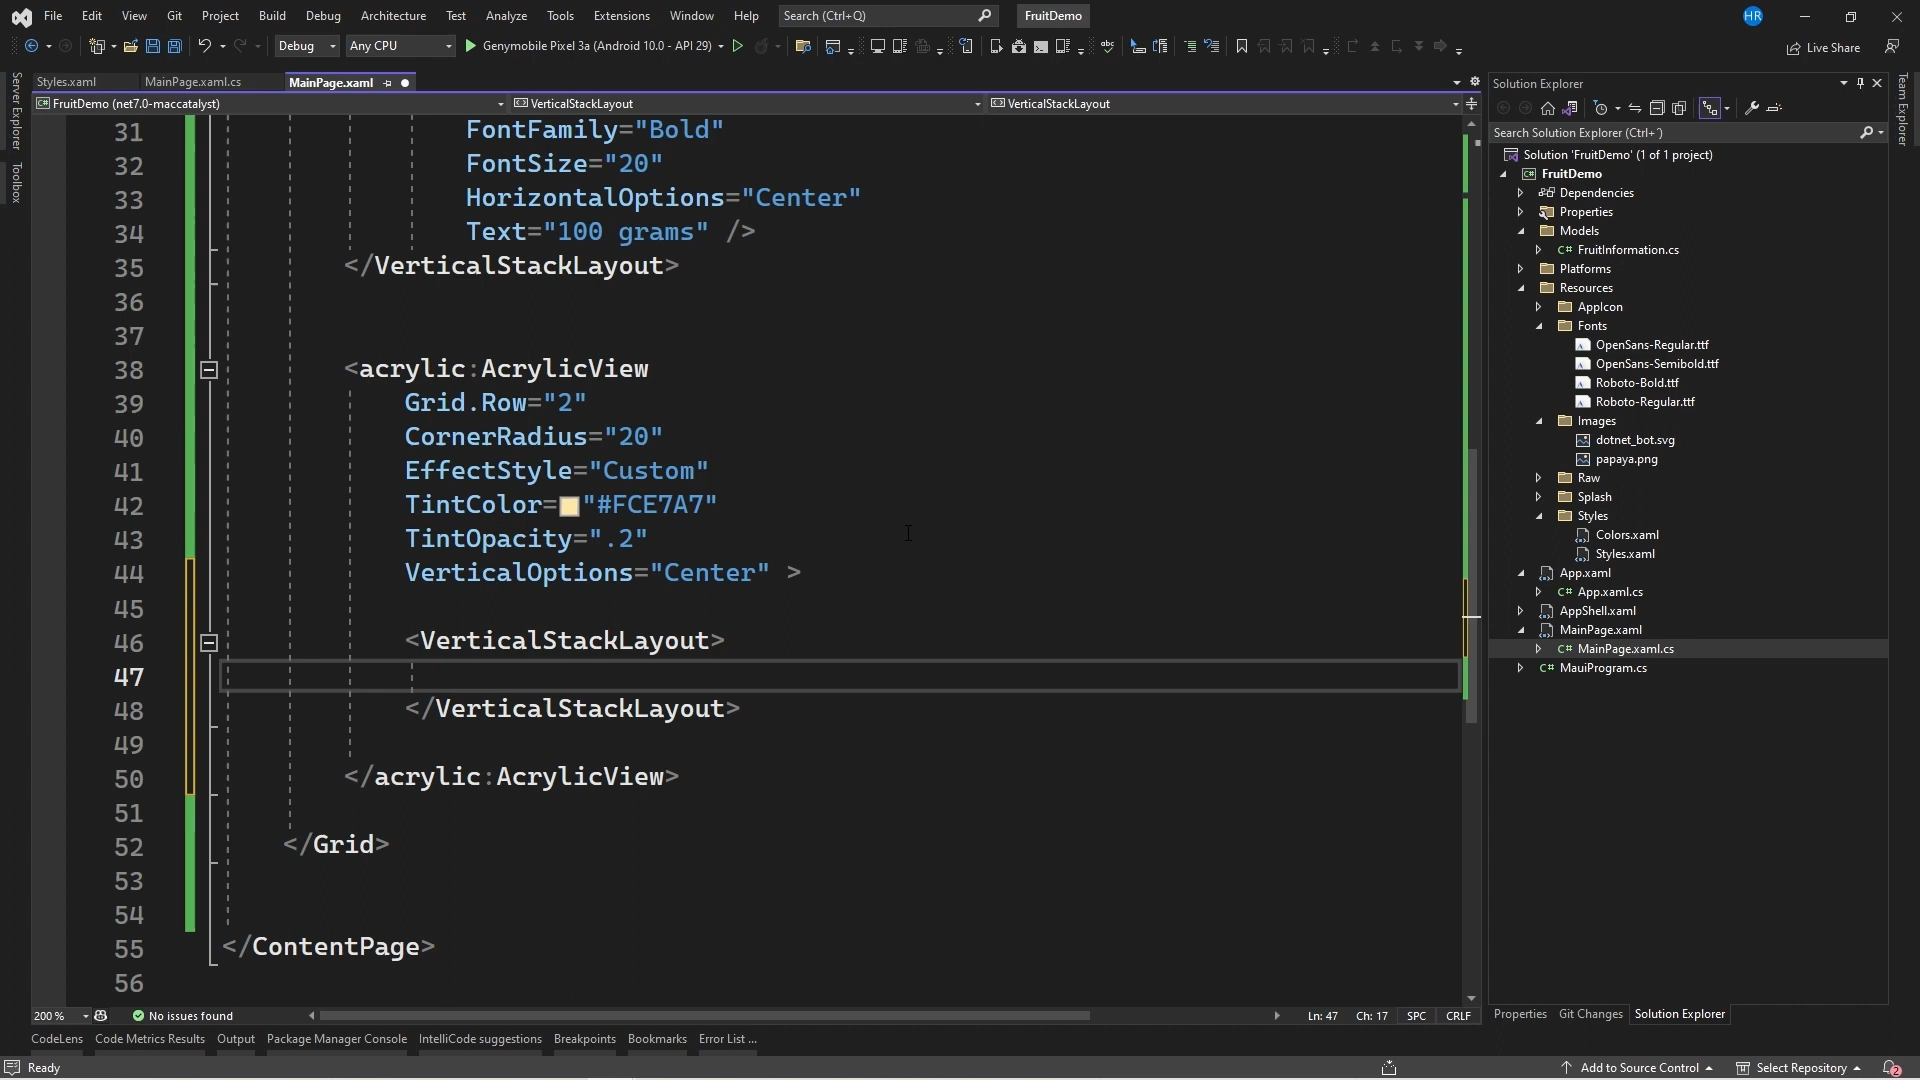 File Edit View Git Project Build Debug Architecture Test Analyze Tools Extensions Window Help Search (Ctrl+Q) FruitDemo HR
Debug Any CPU Genymobile Pixel 3a (Android 10.0 - API 29) Live Share
Styles.xaml MainPage.xaml.cs MainPage.xaml
FruitDemo (net7.0-maccatalyst) VerticalStackLayout VerticalStackLayout
Server Explorer
Toolbox
31 FontFamily="Bold"
32 FontSize="20"
33 HorizontalOptions="Center"
34 Text="100 grams" />
35 </VerticalStackLayout>
36
37
38 <acrylic:AcrylicView
39 Grid.Row="2"
40 CornerRadius="20"
41 EffectStyle="Custom"
42 TintColor="#FCE7A7"
43 TintOpacity=".2"
44 VerticalOptions="Center" >
45
46 <VerticalStackLayout>
47
48 </VerticalStackLayout>
49
50 </acrylic:AcrylicView>
51
52 </Grid>
53
54
55 </ContentPage>
56
200 % No issues found Ln: 47 Ch: 17 SPC CRLF
CodeLens Code Metrics Results Output Package Manager Console IntelliCode suggestions Breakpoints Bookmarks Error List ...
Solution Explorer
Search Solution Explorer (Ctrl+´)
Solution 'FruitDemo' (1 of 1 project)
FruitDemo
Dependencies
Properties
Models
C# FruitInformation.cs
Platforms
Resources
AppIcon
Fonts
OpenSans-Regular.ttf
OpenSans-Semibold.ttf
Roboto-Bold.ttf
Roboto-Regular.ttf
Images
dotnet_bot.svg
papaya.png
Raw
Splash
Styles
Colors.xaml
Styles.xaml
App.xaml
C# App.xaml.cs
AppShell.xaml
MainPage.xaml
C# MainPage.xaml.cs
C# MauiProgram.cs
Properties Git Changes Solution Explorer
Team Explorer
Ready Add to Source Control Select Repository 2